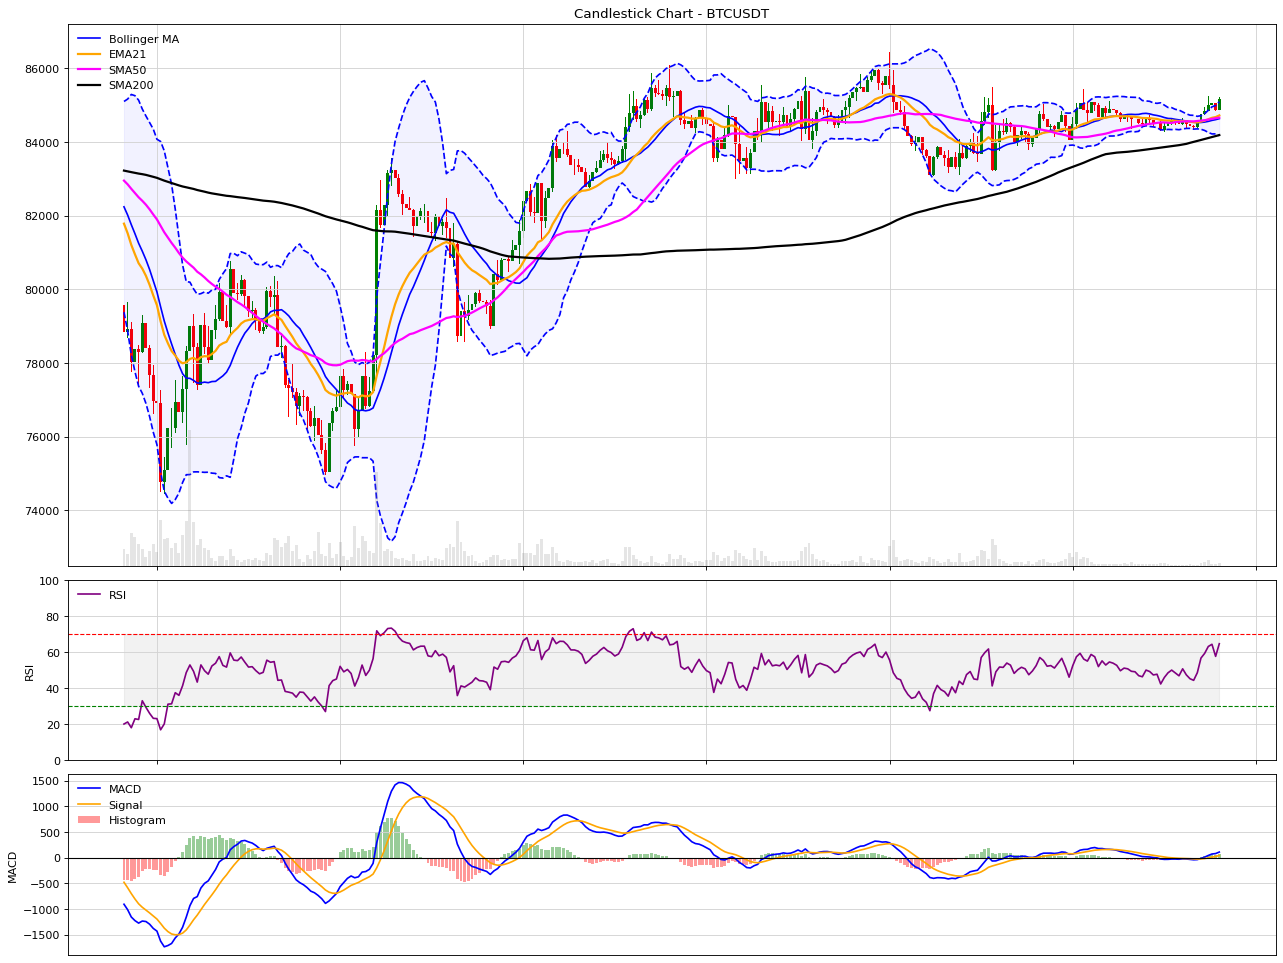 Candlestick Chart - BTCUSDT
Bollinger MA
EMA21
SMA50
SMA200
86000
84000
82000
80000
78000
76000
74000
RSI
100
80
60
40
20
0
RSI
MACD
Signal
Histogram
1500
1000
500
0
−500
−1000
−1500
MACD